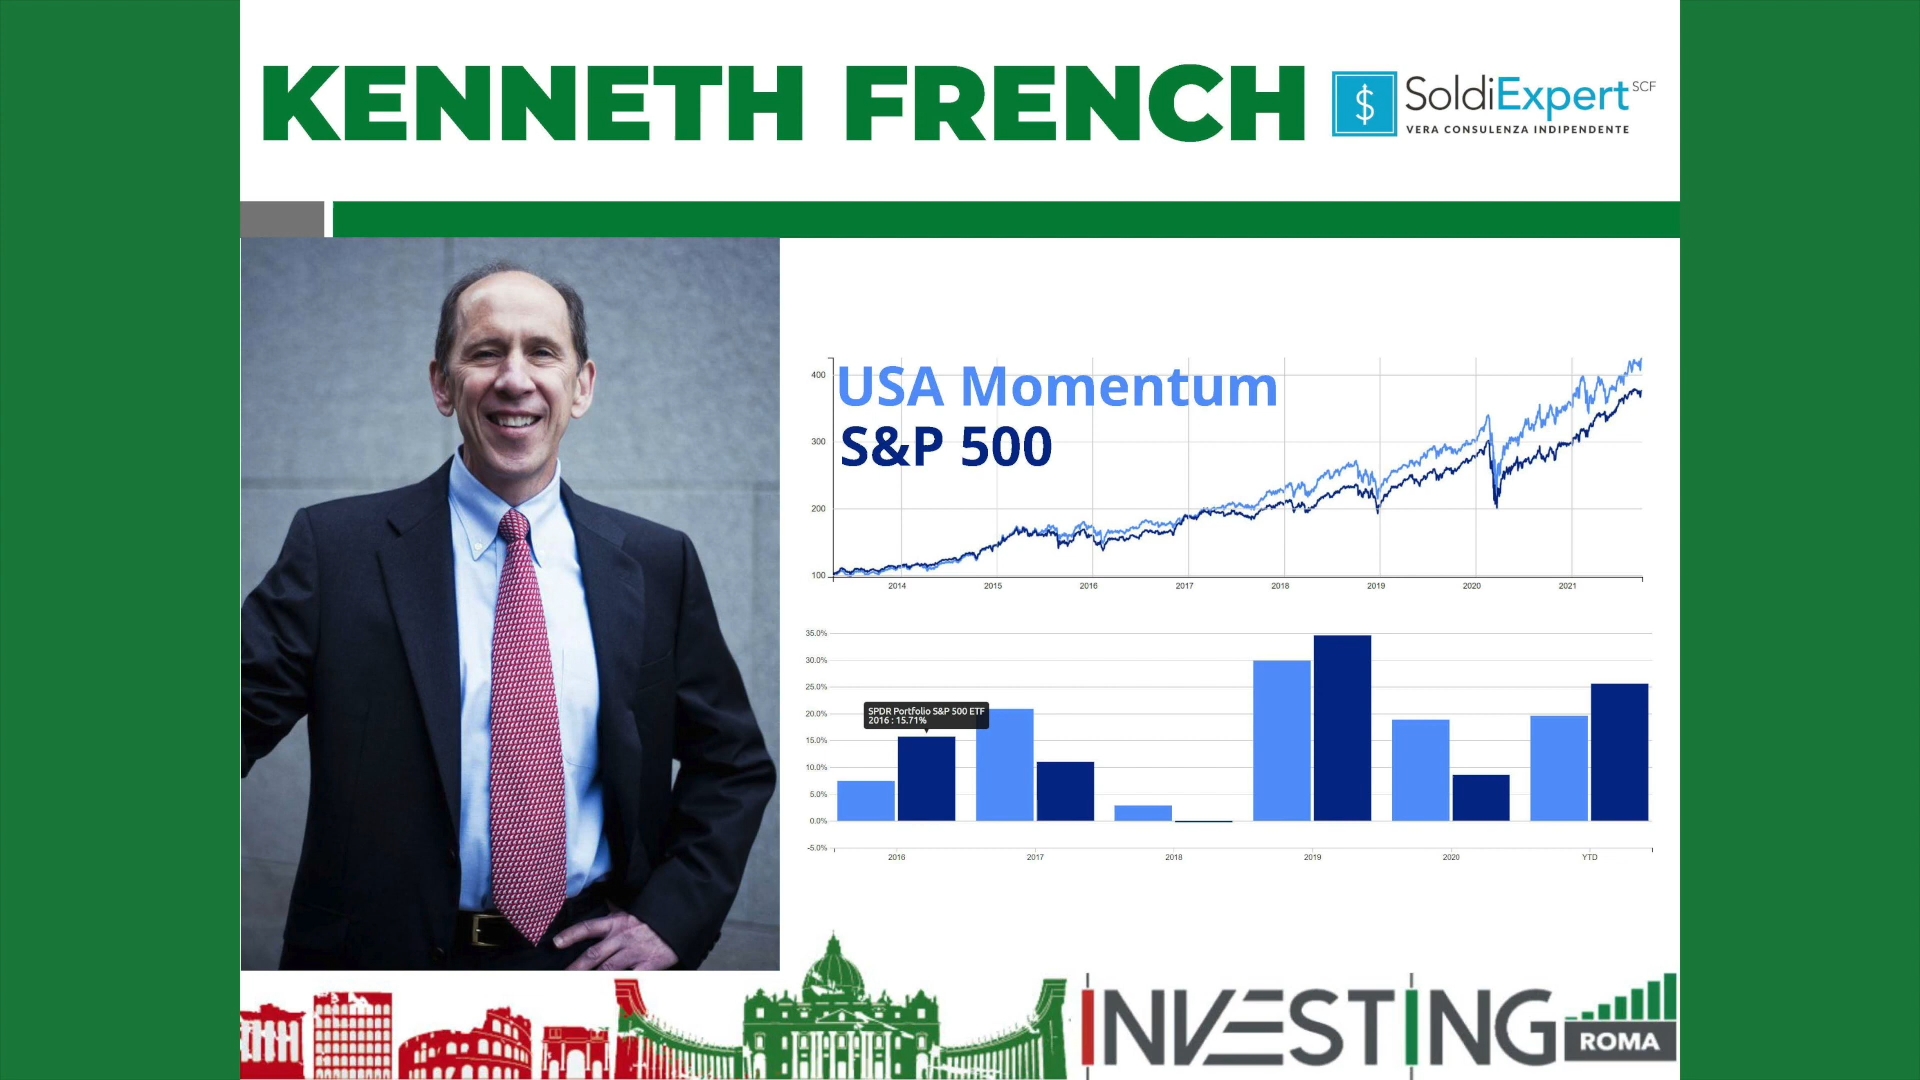 KENNETH FRENCH
$
SoldiExpert SCF
VERA CONSULENZA INDIPENDENTE
USA Momentum
S&P 500
400
300
200
100
2014 2015 2016 2017 2018 2019 2020 2021
35.0%
30.0%
25.0%
20.0%
15.0%
10.0%
5.0%
0.0%
-5.0%
SPDR Portfolio S&P 500 ETF
2016 : 15.71%
2016 2017 2018 2019 2020 YTD
INVESTING
ROMA